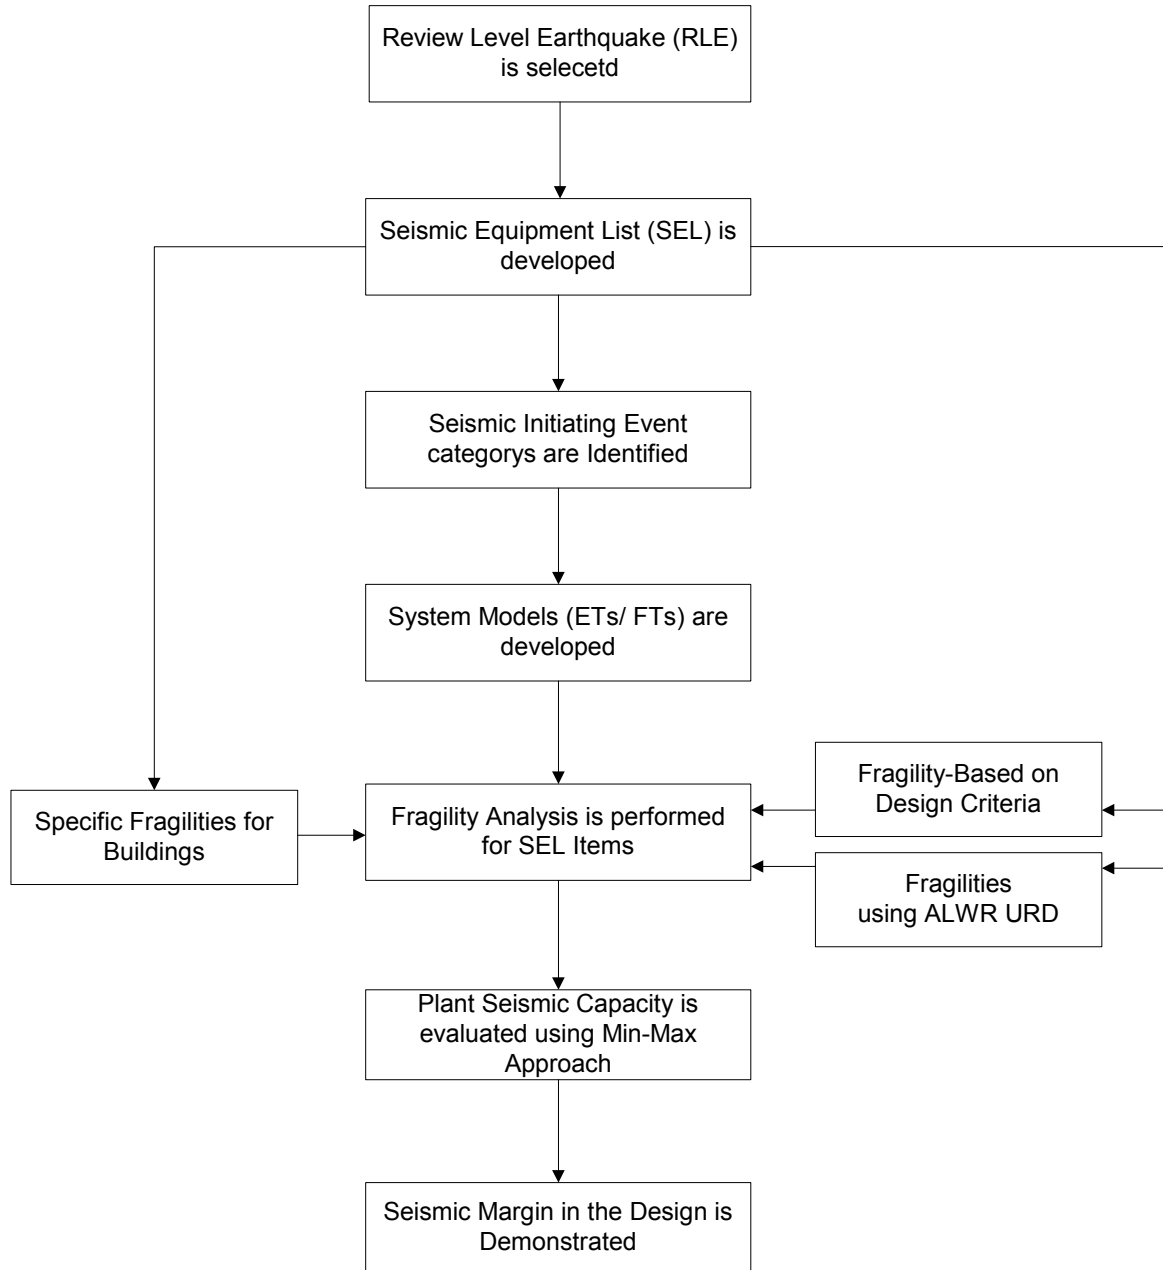 Review Level Earthquake (RLE)
is selecetd
Seismic Equipment List (SEL) is
developed
Seismic Initiating Event
categorys are Identified
System Models (ETs/ FTs) are
developed
Specific Fragilities for
Buildings
Fragility Analysis is performed
for SEL Items
Fragility-Based on
Design Criteria
Fragilities
using ALWR URD
Plant Seismic Capacity is
evaluated using Min-Max
Approach
Seismic Margin in the Design is
Demonstrated